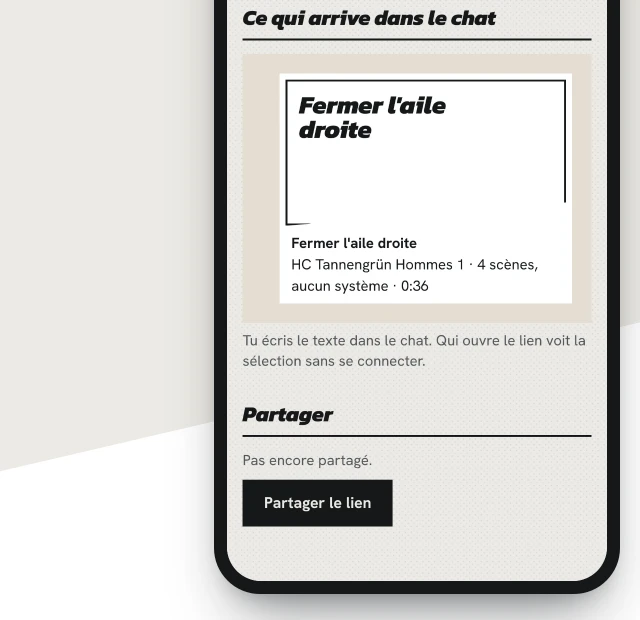 Ce qui arrive dans le chat
Fermer l'aile
droite
Fermer l'aile droite
HC Tannengrün Hommes 1 · 4 scènes,
aucun système · 0:36
Tu écris le texte dans le chat. Qui ouvre le lien voit la
sélection sans se connecter.
Partager
Pas encore partagé.
Partager le lien